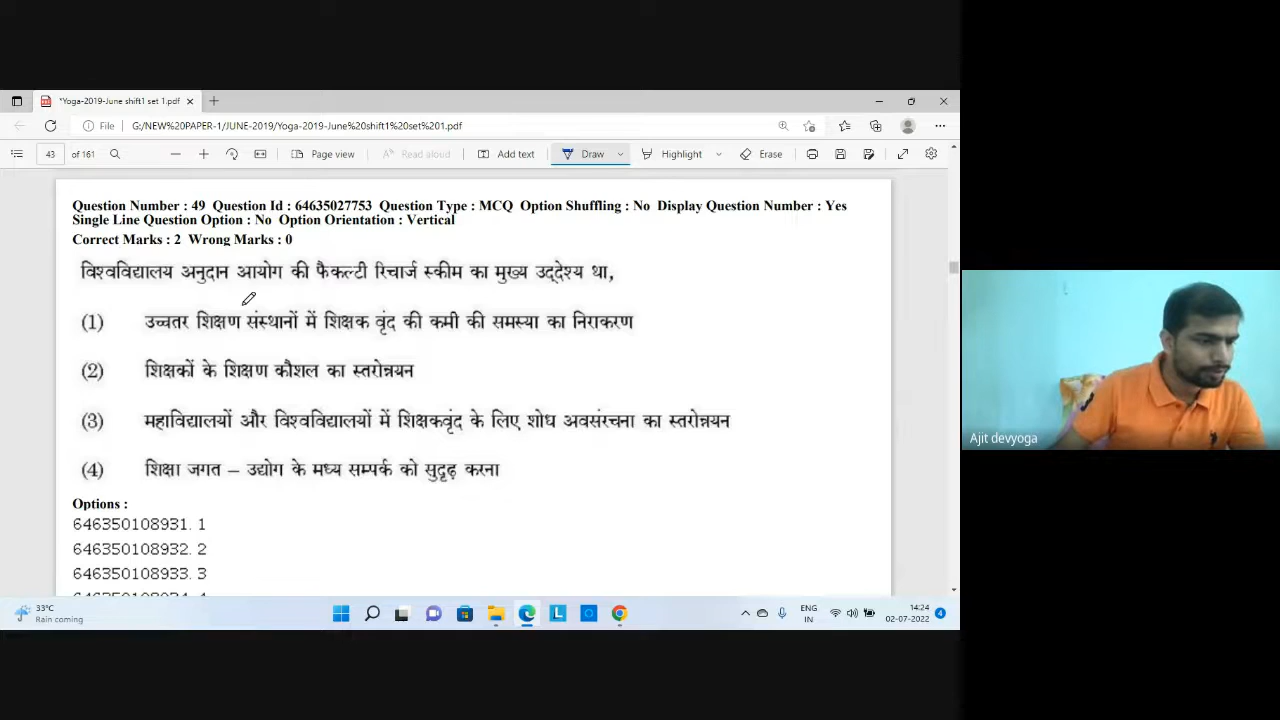 *Yoga-2019-June shift1 set 1.pdf
File G:/NEW%20PAPER-1/JUNE-2019/Yoga-2019-June%20shift1%20set%201.pdf
43 of 161 Page view Read aloud Add text Draw Highlight Erase
Question Number : 49 Question Id : 64635027753 Question Type : MCQ Option Shuffling : No Display Question Number : Yes
Single Line Question Option : No Option Orientation : Vertical
Correct Marks : 2 Wrong Marks : 0
विश्वविद्यालय अनुदान आयोग की फैकल्टी रिचार्ज स्कीम का मुख्य उद्देश्य था,
(1) उच्चतर शिक्षण संस्थानों में शिक्षक वृंद की कमी की समस्या का निराकरण
(2) शिक्षकों के शिक्षण कौशल का स्तरोन्नयन
(3) महाविद्यालयों और विश्वविद्यालयों में शिक्षकवृंद के लिए शोध अवसंरचना का स्तरोन्नयन
(4) शिक्षा जगत – उद्योग के मध्य सम्पर्क को सुदृढ़ करना
Options :
646350108931. 1
646350108932. 2
646350108933. 3
Ajit devyoga
33°C
Rain coming
ENG
IN
14:24
02-07-2022
4